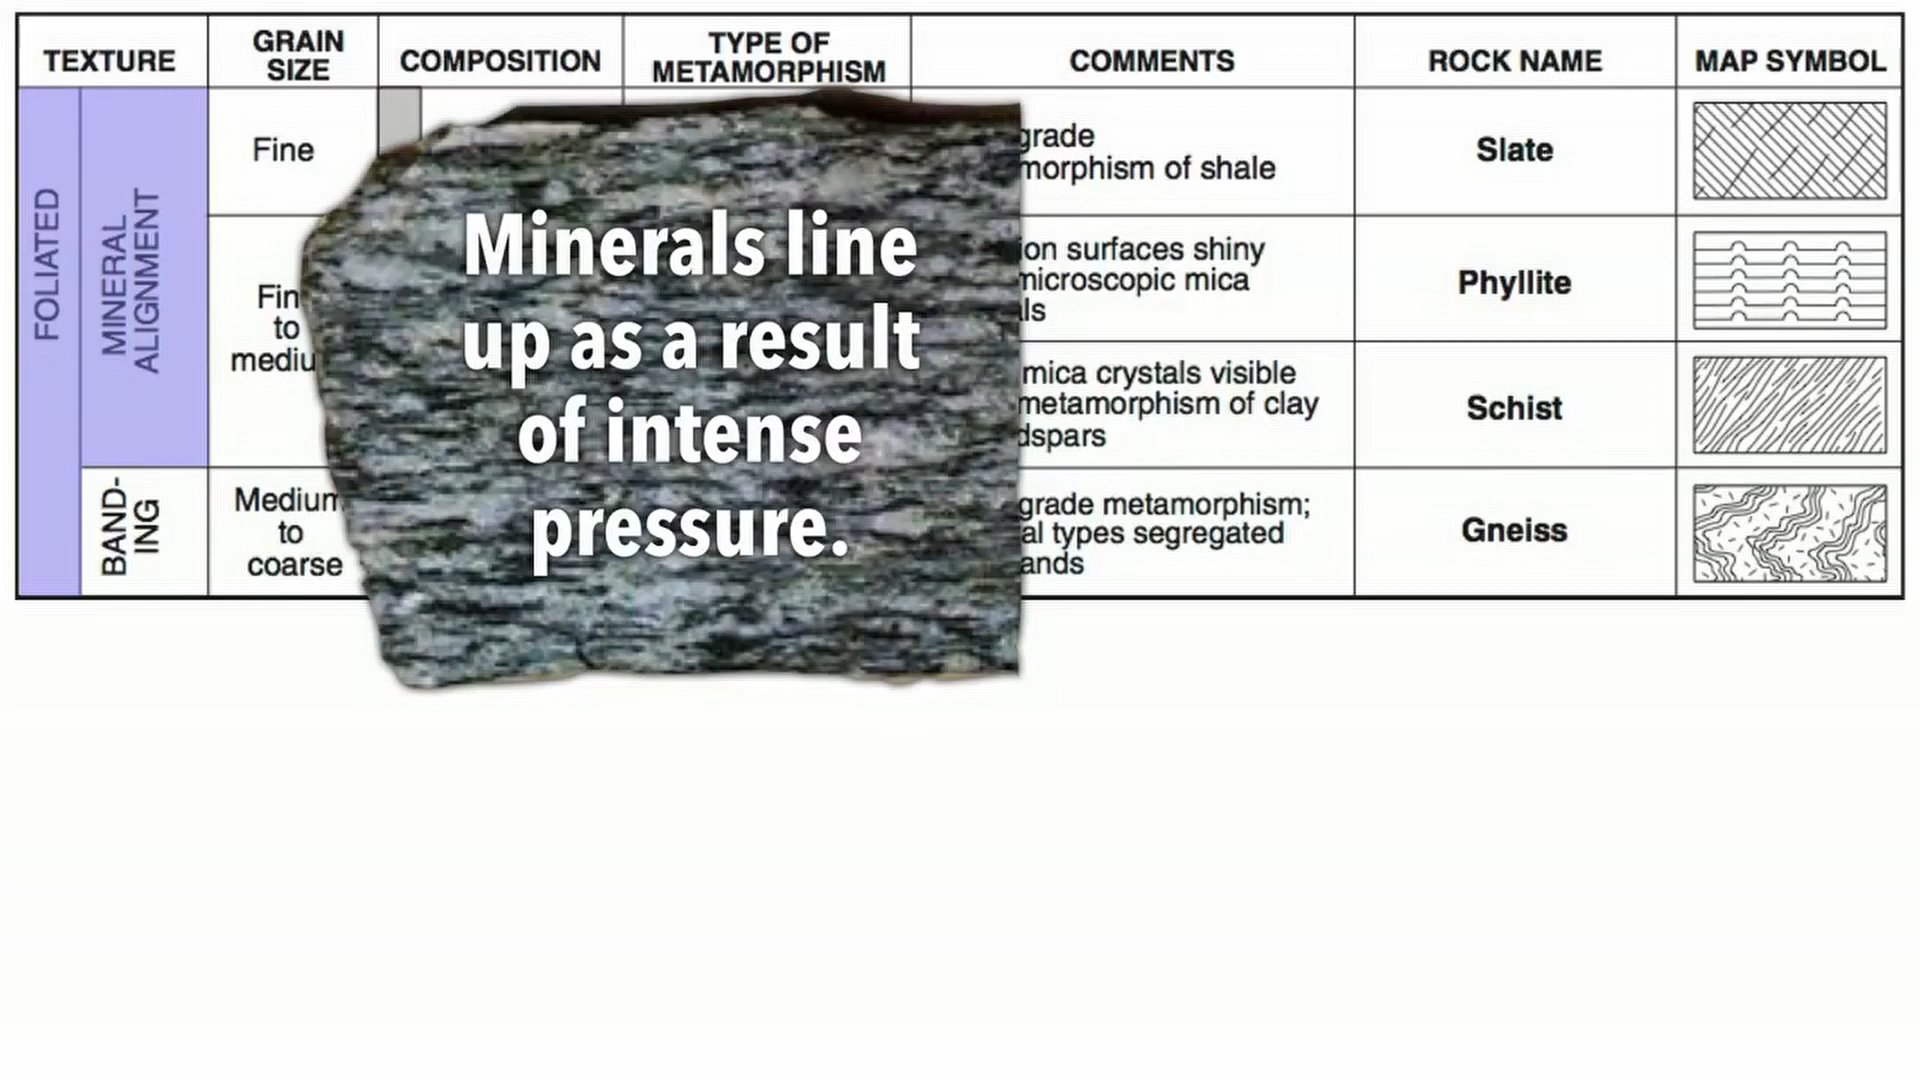 TEXTURE
GRAIN
SIZE
COMPOSITION
TYPE OF
METAMORPHISM
COMMENTS
ROCK NAME
MAP SYMBOL
FOLIATED
MINERAL
ALIGNMENT
BAND-
ING
Fine
grade
morphism of shale
Slate
Fin
to
mediu
ion surfaces shiny
microscopic mica
ls
Phyllite
mica crystals visible
metamorphism of clay
dspars
Schist
Medium
to
coarse
grade metamorphism;
al types segregated
ands
Gneiss
Minerals line
up as a result
of intense
pressure.